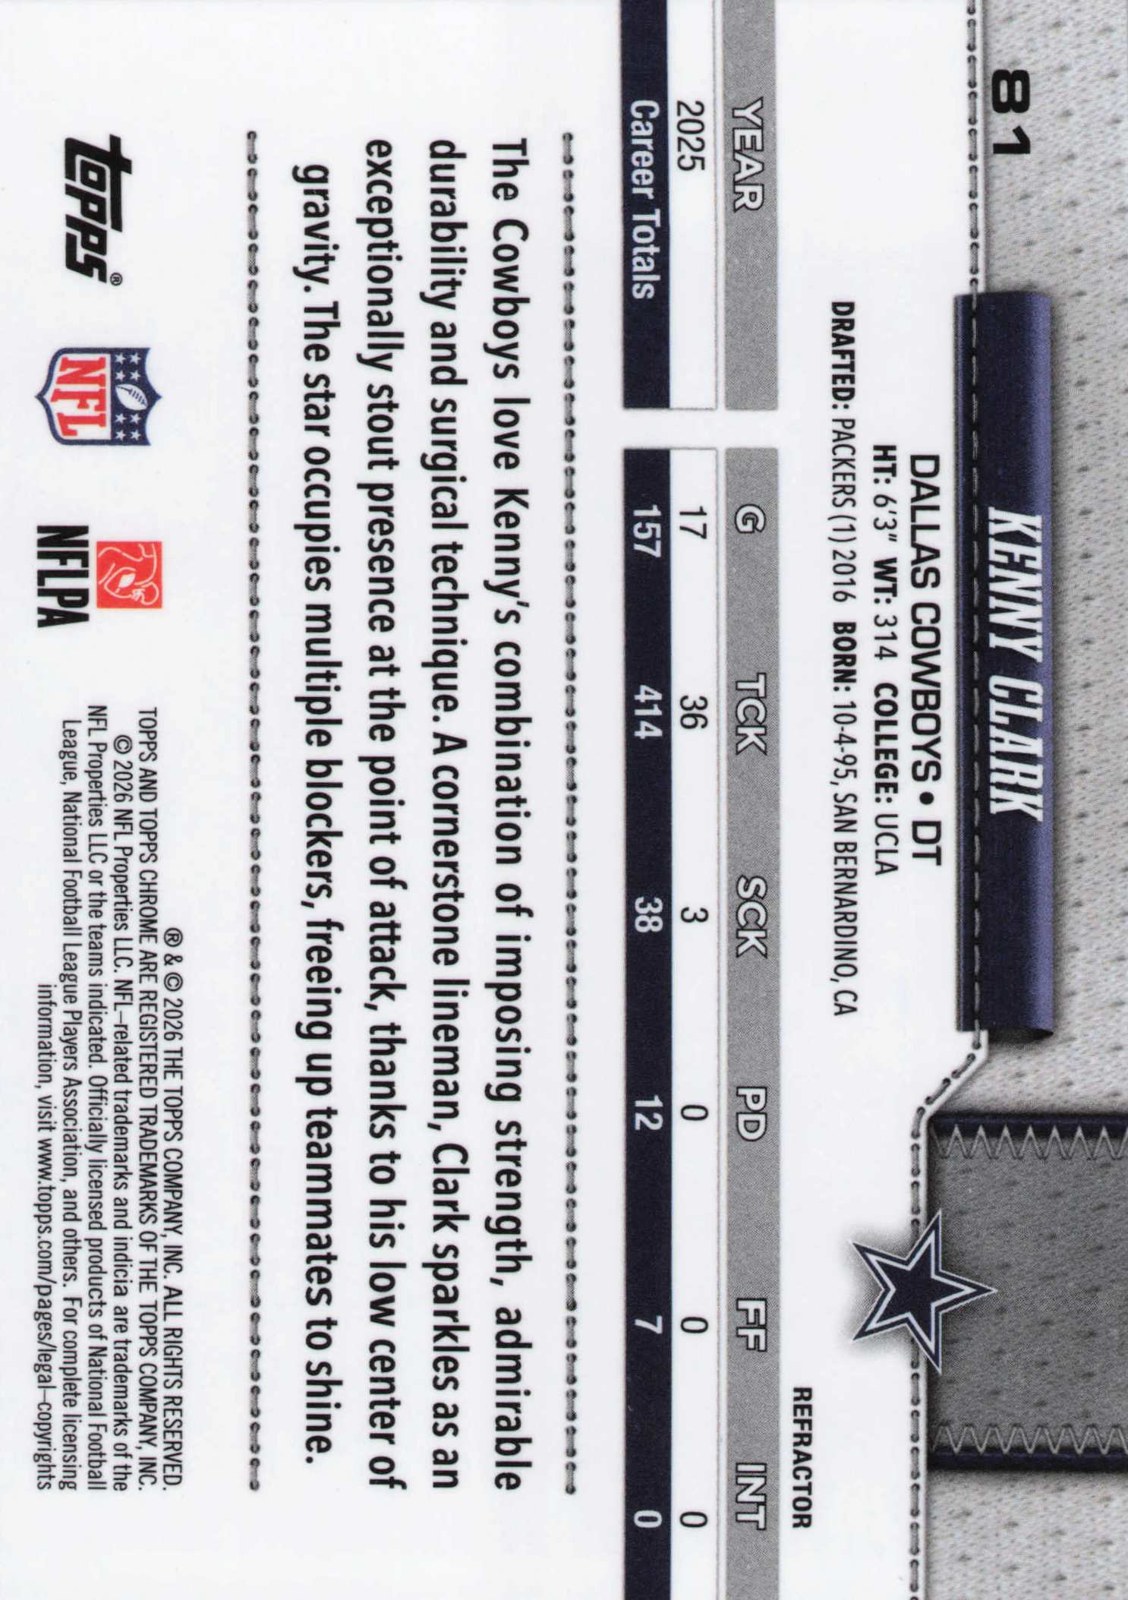 81
KENNY CLARK
DALLAS COWBOYS • DT
HT: 6'3" WT: 314 COLLEGE: UCLA
DRAFTED: PACKERS (1) 2016 BORN: 10-4-95, SAN BERNARDINO, CA
REFRACTOR
YEAR G TCK SCK PD FF INT
2025 17 36 3 0 0 0
Career Totals 157 414 38 12 7 0
The Cowboys love Kenny's combination of imposing strength, admirable
durability and surgical technique. A cornerstone lineman, Clark sparkles as an
exceptionally stout presence at the point of attack, thanks to his low center of
gravity. The star occupies multiple blockers, freeing up teammates to shine.
topps®
NFL
NFLPA
® & © 2026 THE TOPPS COMPANY, INC. ALL RIGHTS RESERVED.
TOPPS AND TOPPS CHROME ARE REGISTERED TRADEMARKS OF THE TOPPS COMPANY, INC.
© 2026 NFL Properties LLC. NFL–related trademarks and indicia are trademarks of the
NFL Properties LLC or the teams indicated. Officially licensed products of National Football
League, National Football League Players Association, and others. For complete licensing
information, visit www.topps.com/pages/legal–copyrights